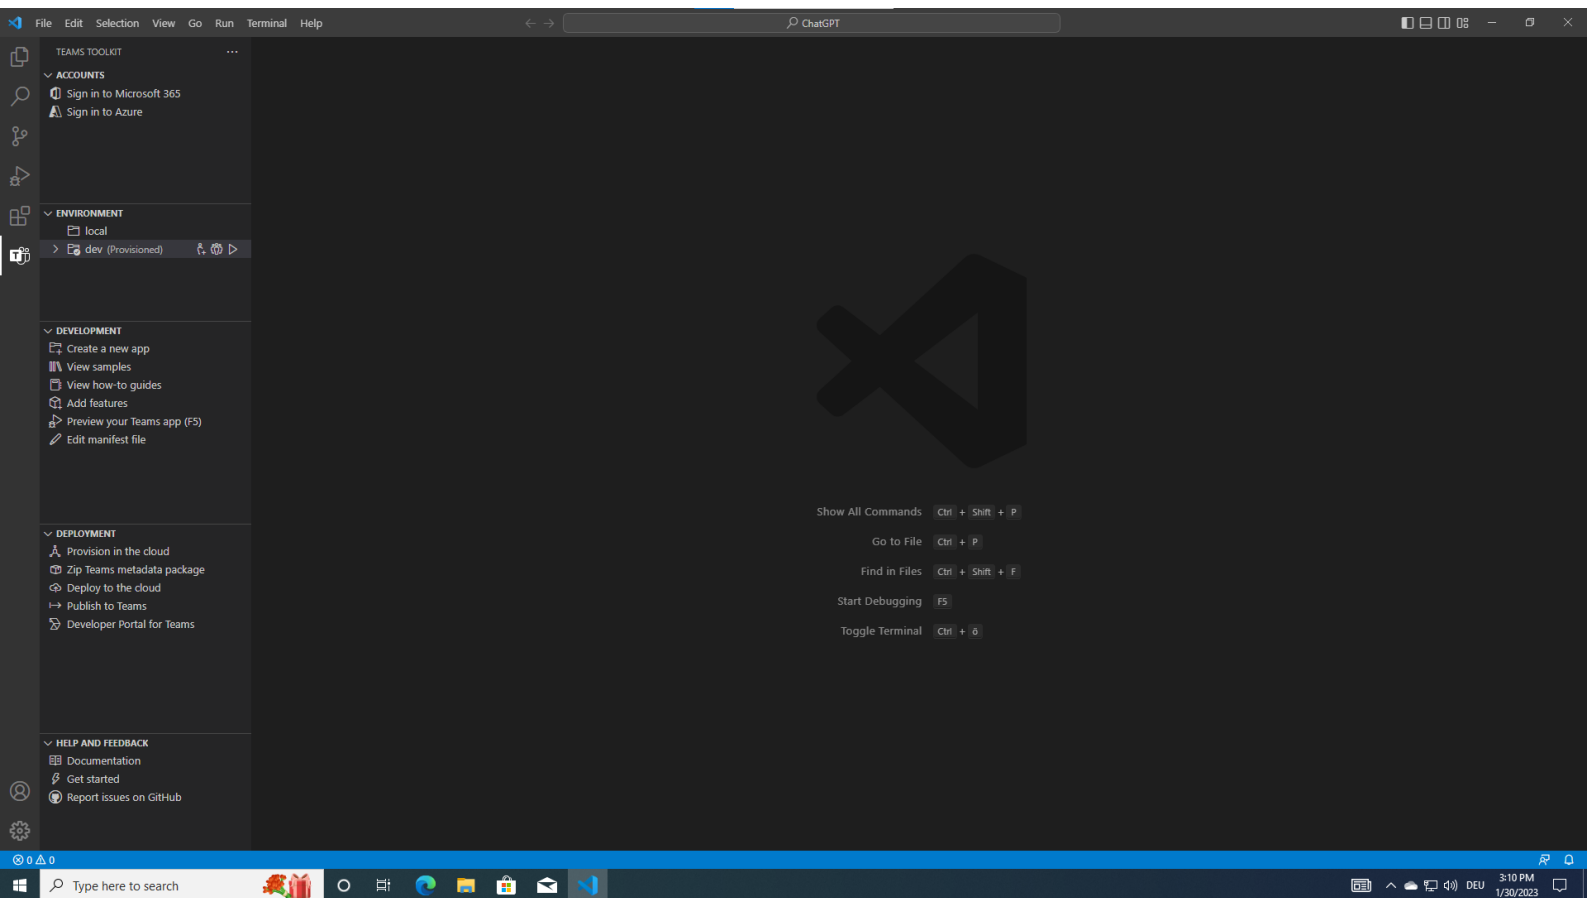 File Edit Selection View Go Run Terminal Help
ChatGPT
TEAMS TOOLKIT
ACCOUNTS
Sign in to Microsoft 365
Sign in to Azure
ENVIRONMENT
local
dev (Provisioned)
DEVELOPMENT
Create a new app
View samples
View how-to guides
Add features
Preview your Teams app (F5)
Edit manifest file
DEPLOYMENT
Provision in the cloud
Zip Teams metadata package
Deploy to the cloud
Publish to Teams
Developer Portal for Teams
HELP AND FEEDBACK
Documentation
Get started
Report issues on GitHub
Show All Commands Ctrl + Shift + P
Go to File Ctrl + P
Find in Files Ctrl + Shift + F
Start Debugging F5
Toggle Terminal Ctrl + ö
0 0
Type here to search
DEU
3:10 PM
1/30/2023